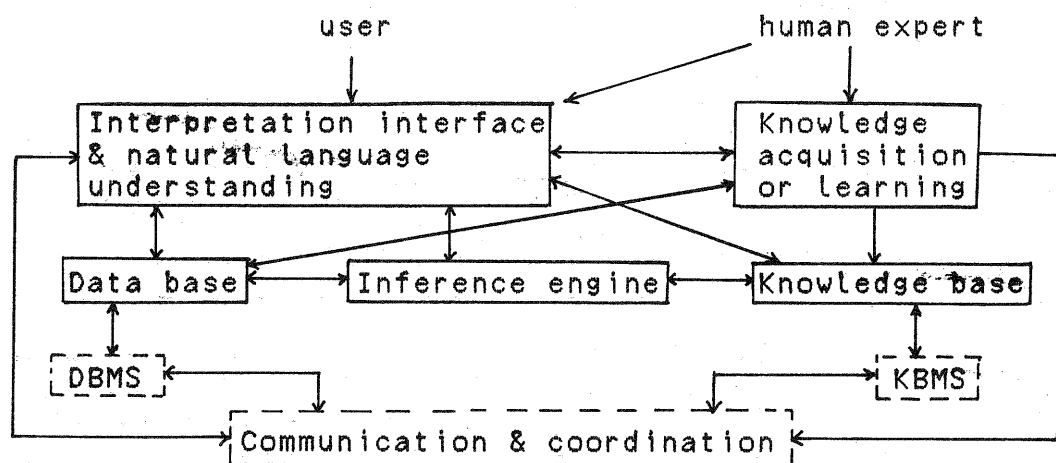 user
human expert
Interpretation interface
& natural language
understanding
Knowledge
acquisition
or learning
Data base
Inference engine
Knowledge base
DBMS
KBMS
Communication & coordination